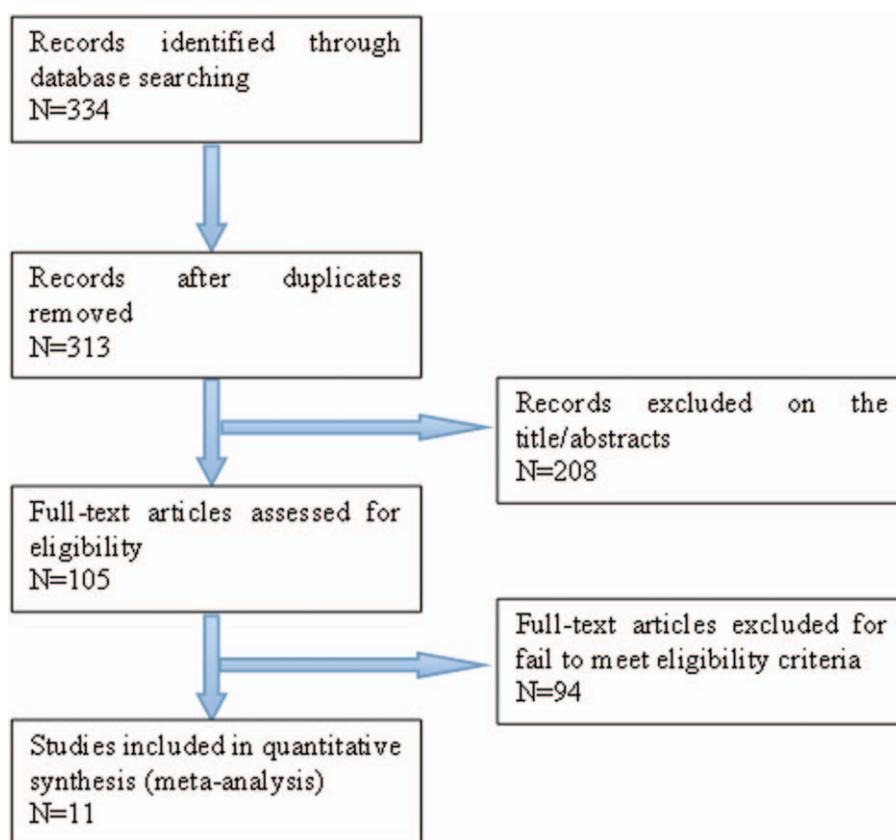 Records identified through
database searching
N=334
Records after duplicates
removed
N=313
Records excluded on the
title/abstracts
N=208
Full-text articles assessed for
eligibility
N=105
Full-text articles excluded for
fail to meet eligibility criteria
N=94
Studies included in quantitative
synthesis (meta-analysis)
N=11